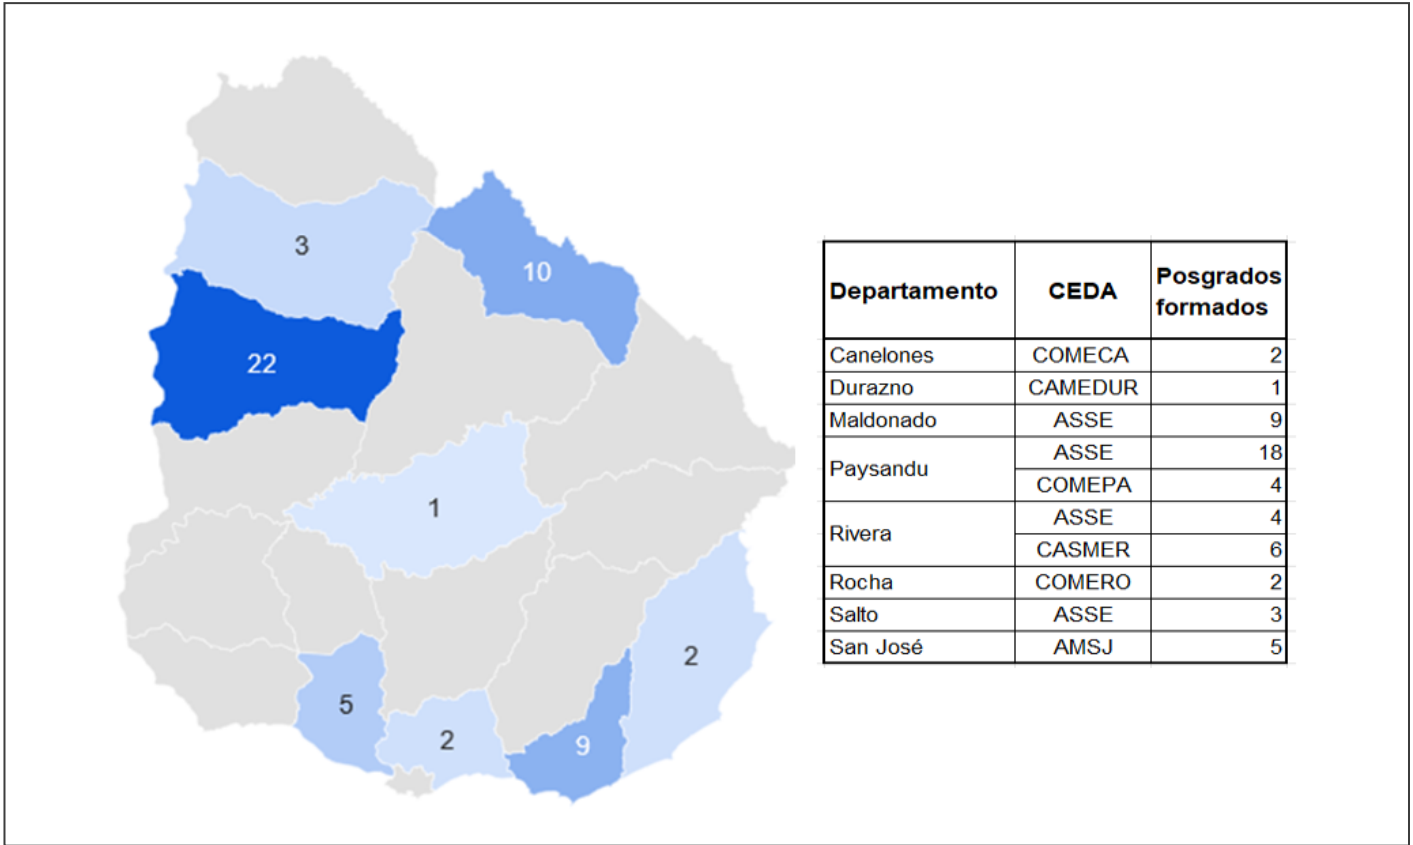 3
10
22
1
2
5
2
9
Departamento CEDA Posgrados formados
Canelones COMECA 2
Durazno CAMEDUR 1
Maldonado ASSE 9
Paysandu ASSE 18
COMEPA 4
Rivera ASSE 4
CASMER 6
Rocha COMERO 2
Salto ASSE 3
San José AMSJ 5